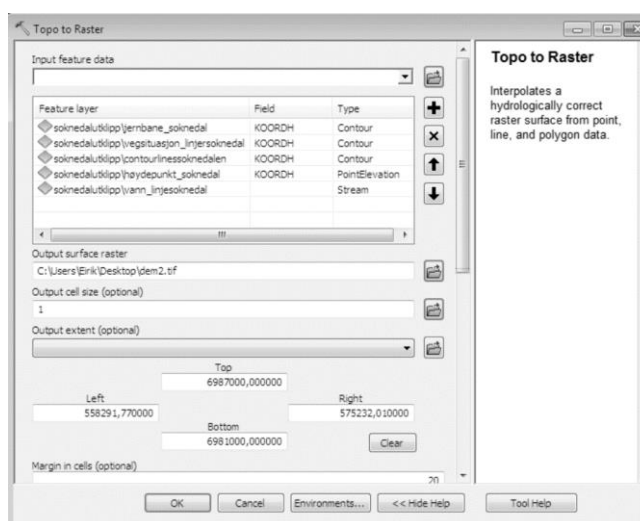 Topo to Raster
Input feature data
Feature layer Field Type
soknedalutklipp\jernbane_soknedal KOORDH Contour
soknedalutklipp\vegsituasjon_linjersoknedal KOORDH Contour
soknedalutklipp\contourlinessoknedalen KOORDH Contour
soknedalutklipp\høydepunkt_soknedal KOORDH PointElevation
soknedalutklipp\vann_linjesoknedal Stream
Output surface raster
C:\Users\Eirik\Desktop\dem2.tif
Output cell size (optional)
1
Output extent (optional)
Top
6987000,000000
Left Right
558291,770000 575232,010000
Bottom
6981000,000000
Clear
Margin in cells (optional)
20
OK Cancel Environments... << Hide Help Tool Help
Topo to Raster
Interpolates a
hydrologically correct
raster surface from point,
line, and polygon data.